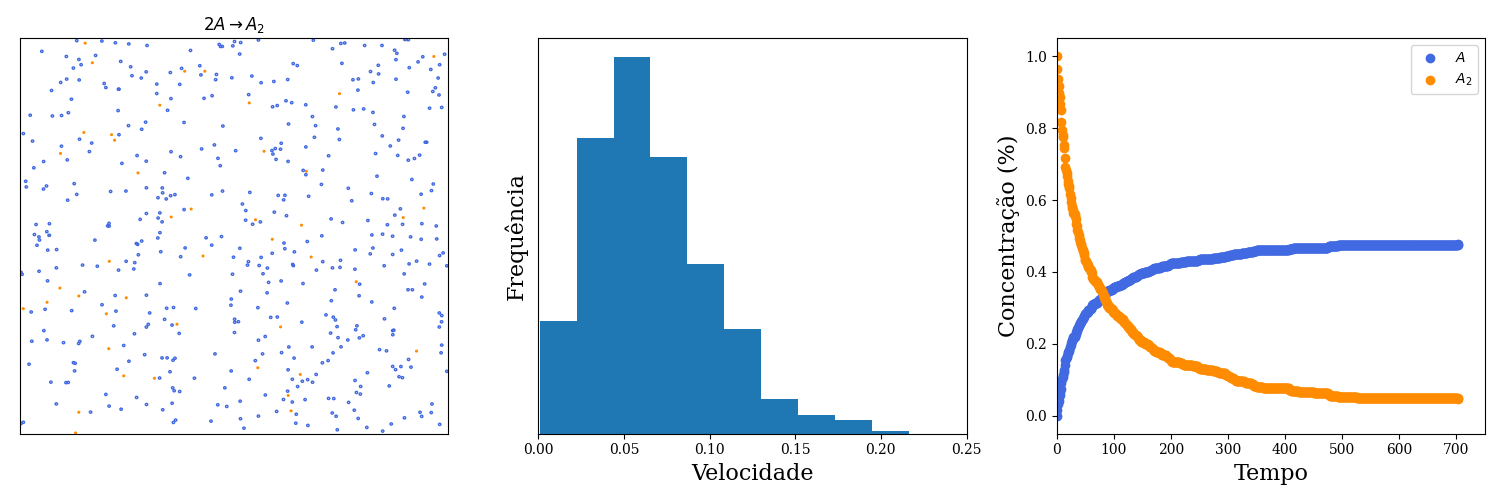 2A → A₂
Frequência
0.00 0.05 0.10 0.15 0.20 0.25
Velocidade
Concentração (%)
1.0
0.8
0.6
0.4
0.2
0.0
A
A₂
0 100 200 300 400 500 600 700
Tempo